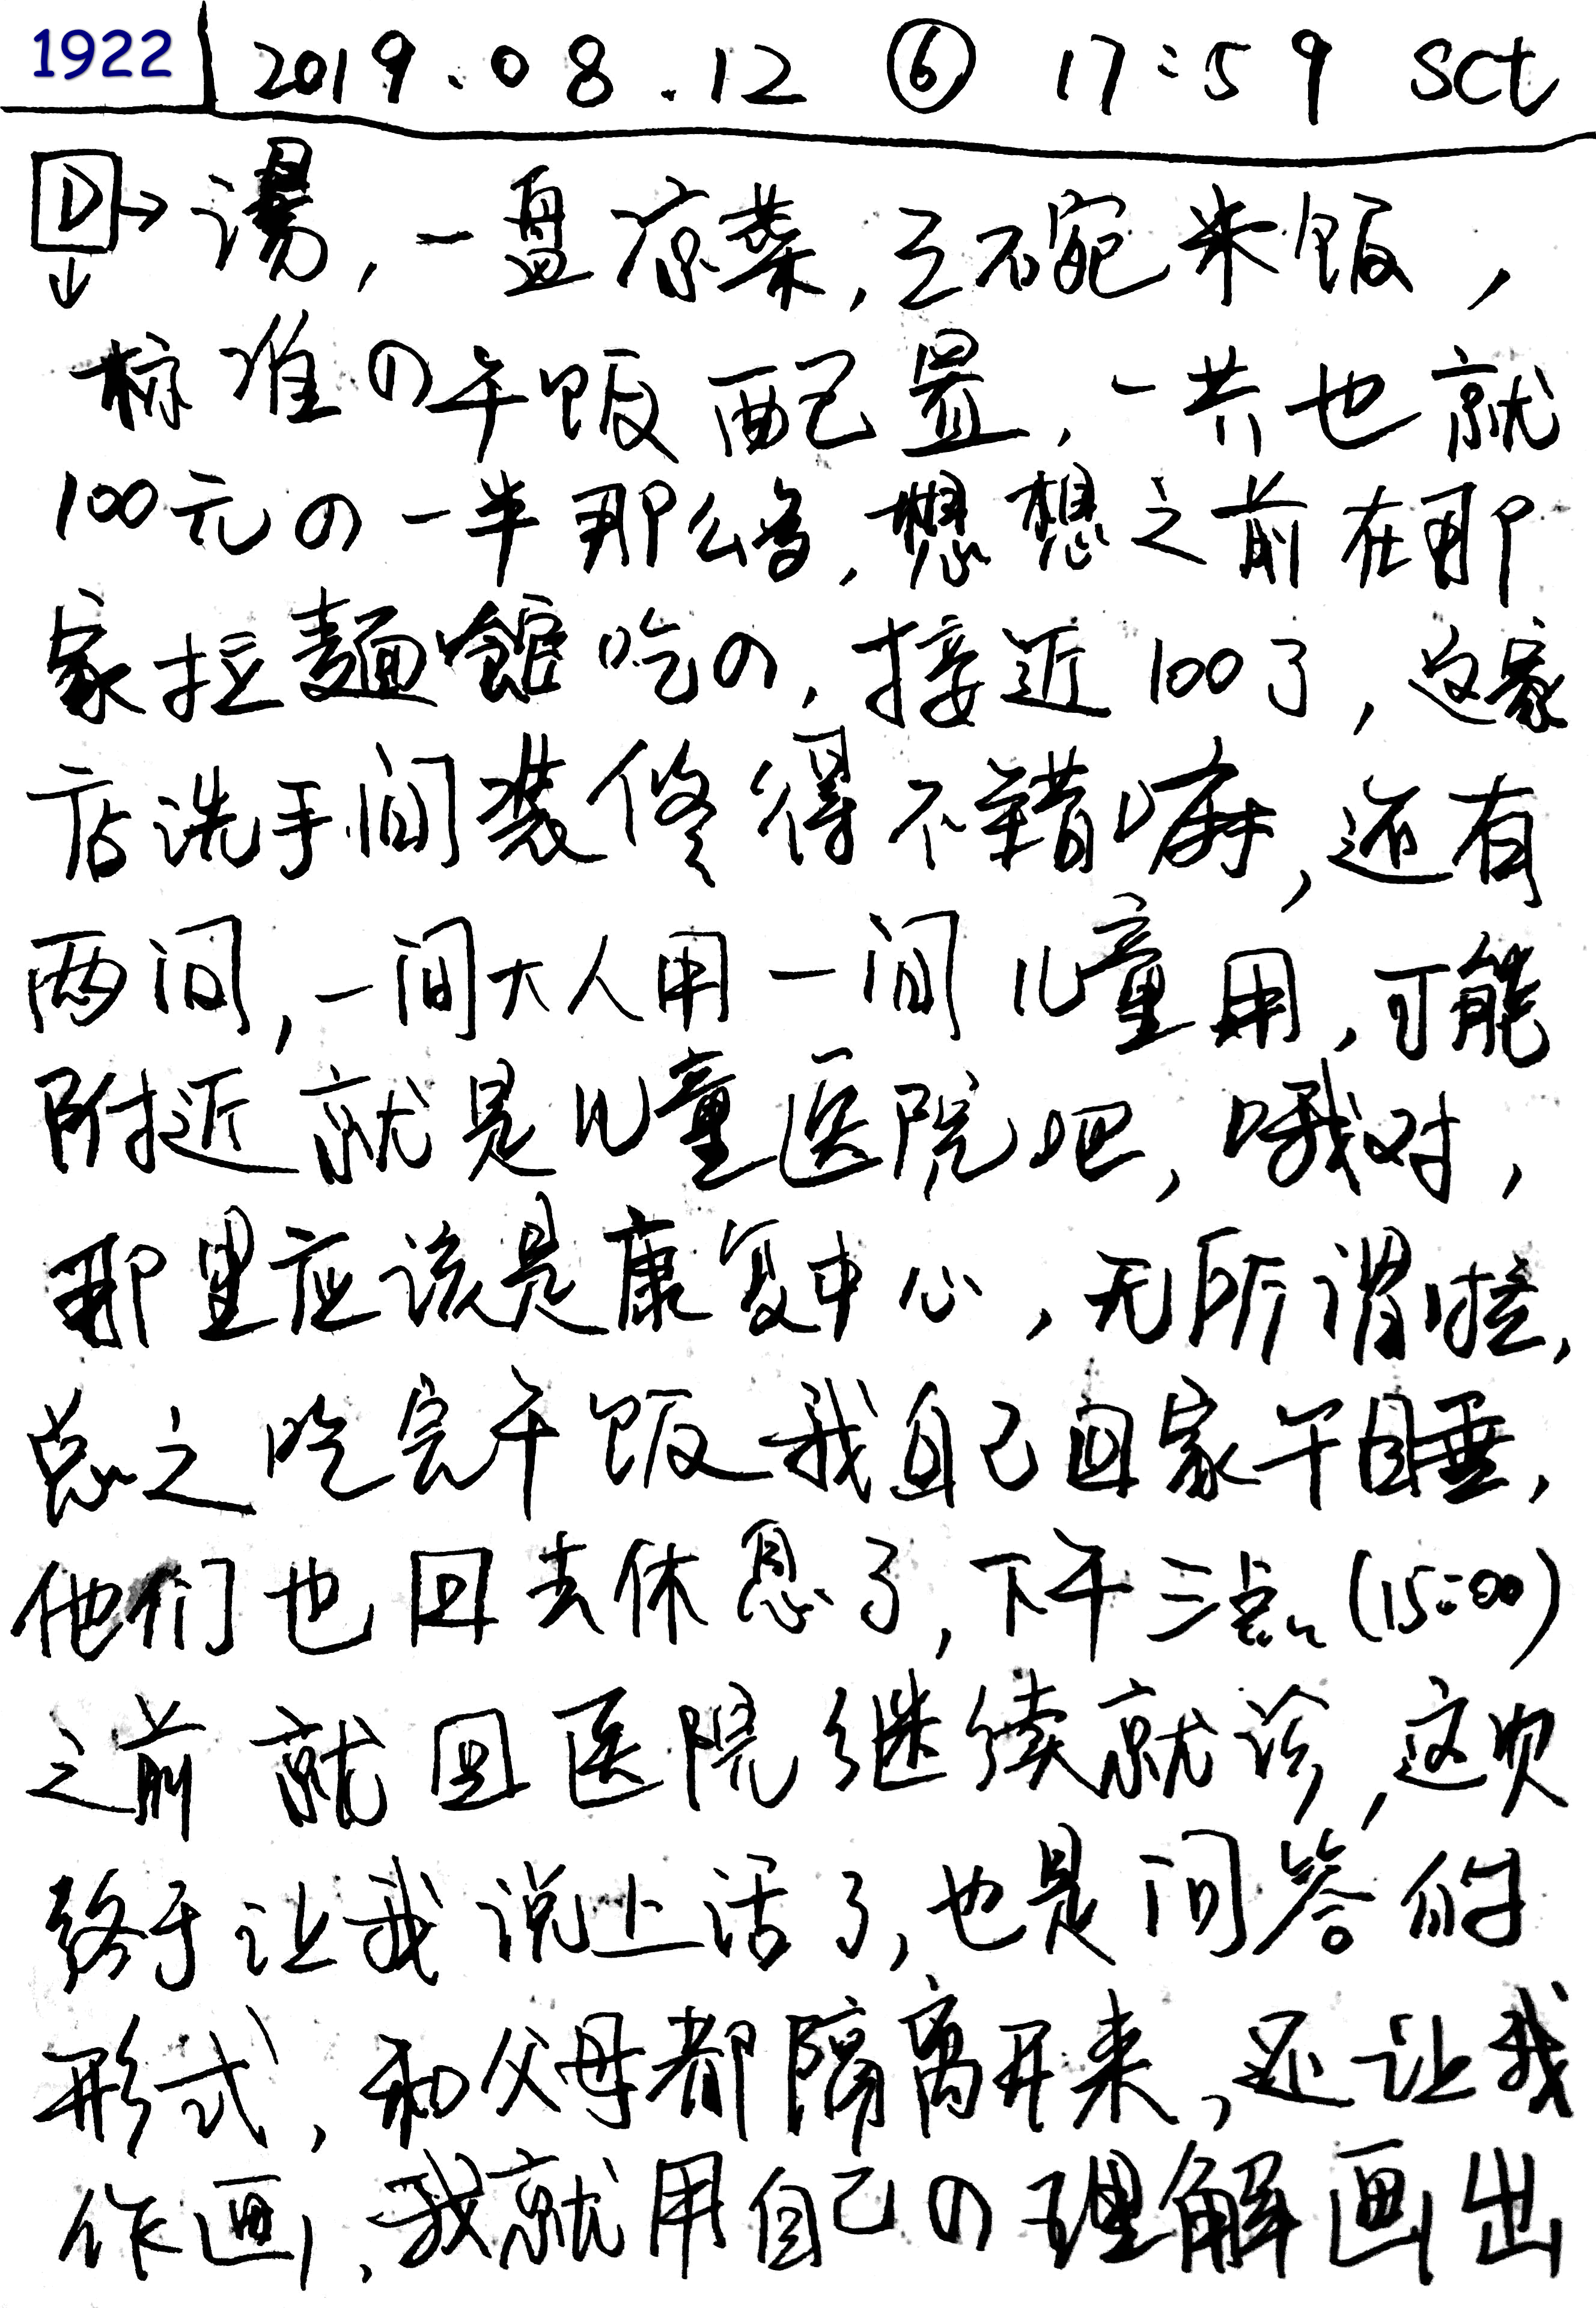 1922 2019.08.12 ⑥ 17:59 SCt
D→湯,一盘凉菜,三碗米饭,
↓
标准の午饭配置,一共也就
100元の一半那么多,想想之前在那
家拉麵館吃の,接近100了,这家
店洗手间装修得不错嘛,还有
两间,一间大人用一间儿童用,可能
附近就是儿童医院吧,哦对,
那里应该是康复中心,无所谓啦,
总之吃完午饭我自己回家午睡,
他们也回去休息了,下午三点(15:00)
之前就回医院继续就诊,这次
终于让我说上话了,也是问答的
形式,和父母都隔离开来,还让我
作画,我就用自己の理解画出